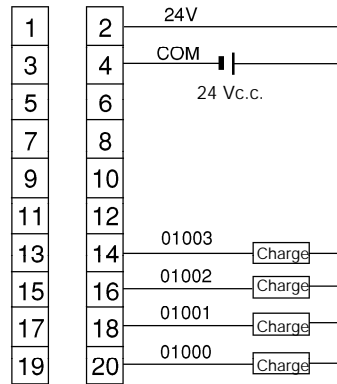 1 2 24V
3 4 COM
5 6 24 Vc.c.
7 8
9 10
11 12
13 14 01003 Charge
15 16 01002 Charge
17 18 01001 Charge
19 20 01000 Charge